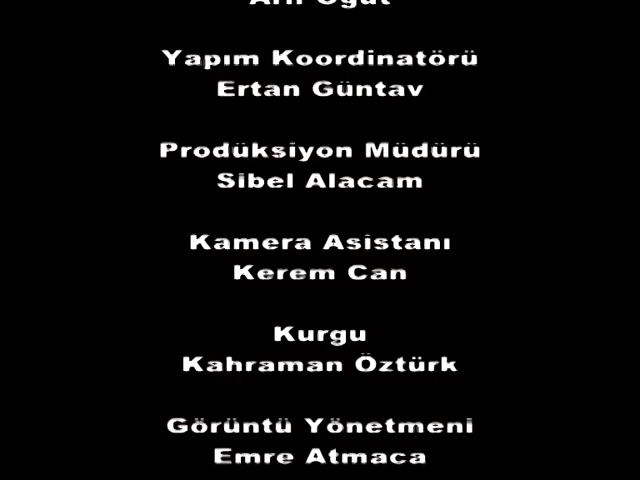 Yapım Koordinatörü
Ertan Güntav
Prodüksiyon Müdürü
Sibel Alacam
Kamera Asistanı
Kerem Can
Kurgu
Kahraman Öztürk
Görüntü Yönetmeni
Emre Atmaca